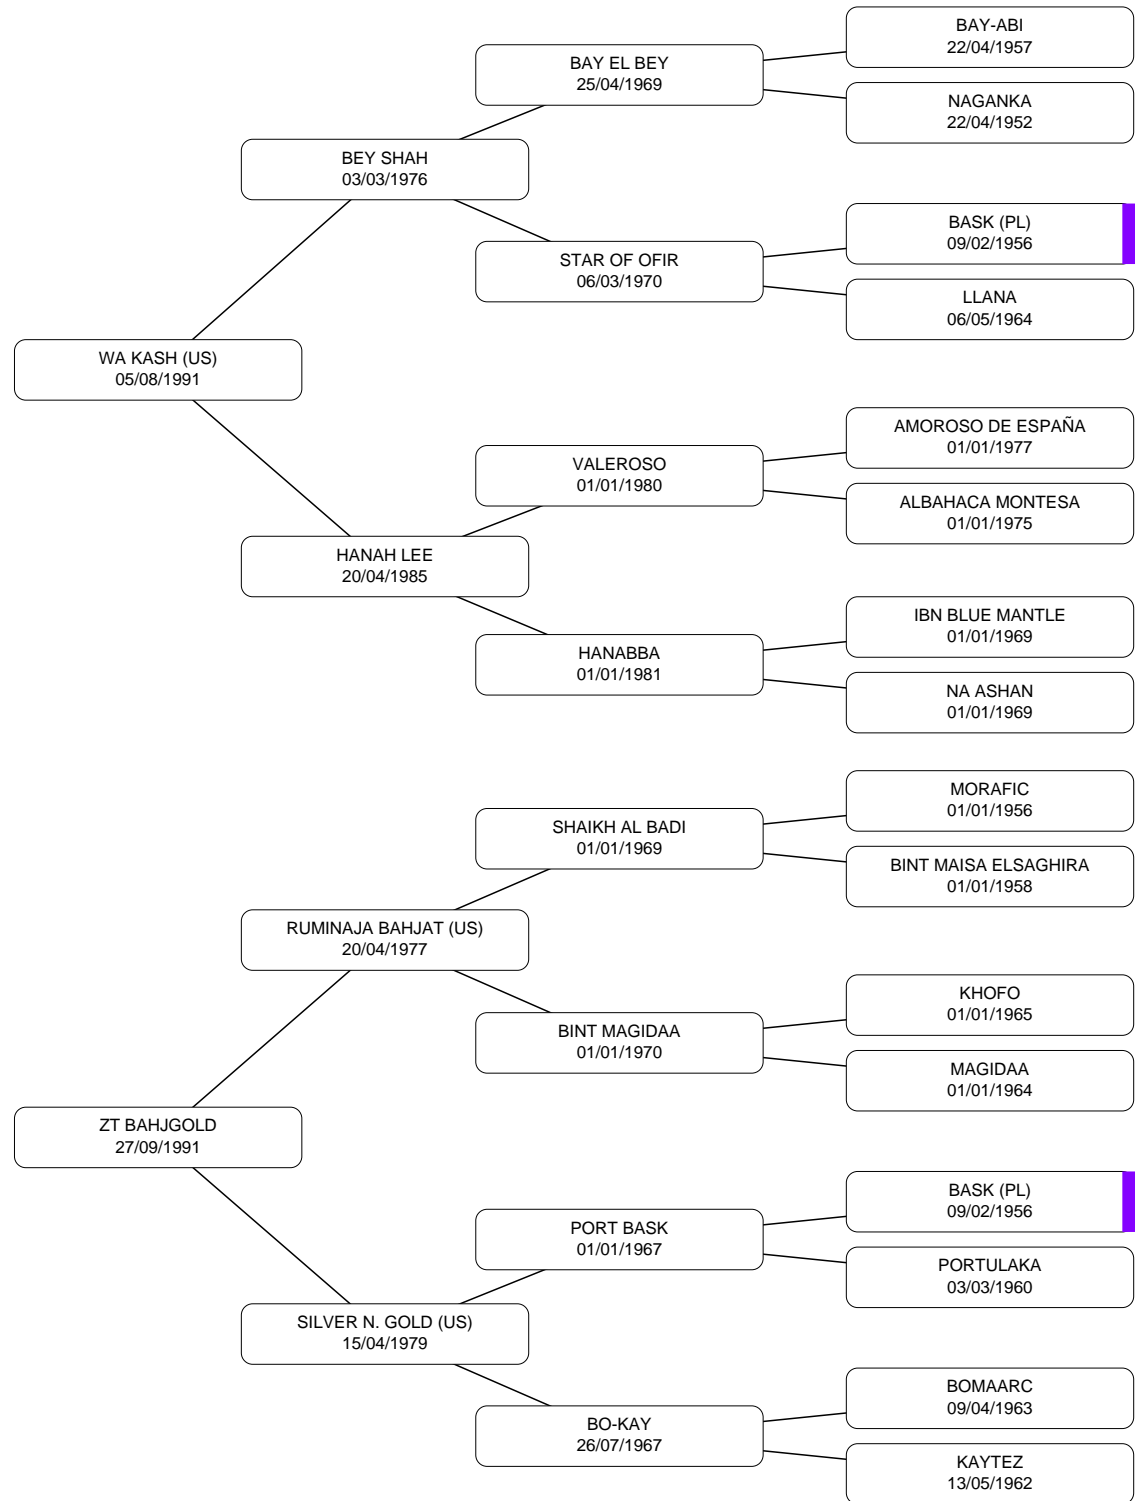 BAY-ABI
22/04/1957
BAY EL BEY
25/04/1969
NAGANKA
22/04/1952
BEY SHAH
03/03/1976
BASK (PL)
09/02/1956
STAR OF OFIR
06/03/1970
LLANA
06/05/1964
WA KASH (US)
05/08/1991
AMOROSO DE ESPAÑA
01/01/1977
VALEROSO
01/01/1980
ALBAHACA MONTESA
01/01/1975
HANAH LEE
20/04/1985
IBN BLUE MANTLE
01/01/1969
HANABBA
01/01/1981
NA ASHAN
01/01/1969
MORAFIC
01/01/1956
SHAIKH AL BADI
01/01/1969
BINT MAISA ELSAGHIRA
01/01/1958
RUMINAJA BAHJAT (US)
20/04/1977
KHOFO
01/01/1965
BINT MAGIDAA
01/01/1970
MAGIDAA
01/01/1964
ZT BAHJGOLD
27/09/1991
BASK (PL)
09/02/1956
PORT BASK
01/01/1967
PORTULAKA
03/03/1960
SILVER N. GOLD (US)
15/04/1979
BOMAARC
09/04/1963
BO-KAY
26/07/1967
KAYTEZ
13/05/1962